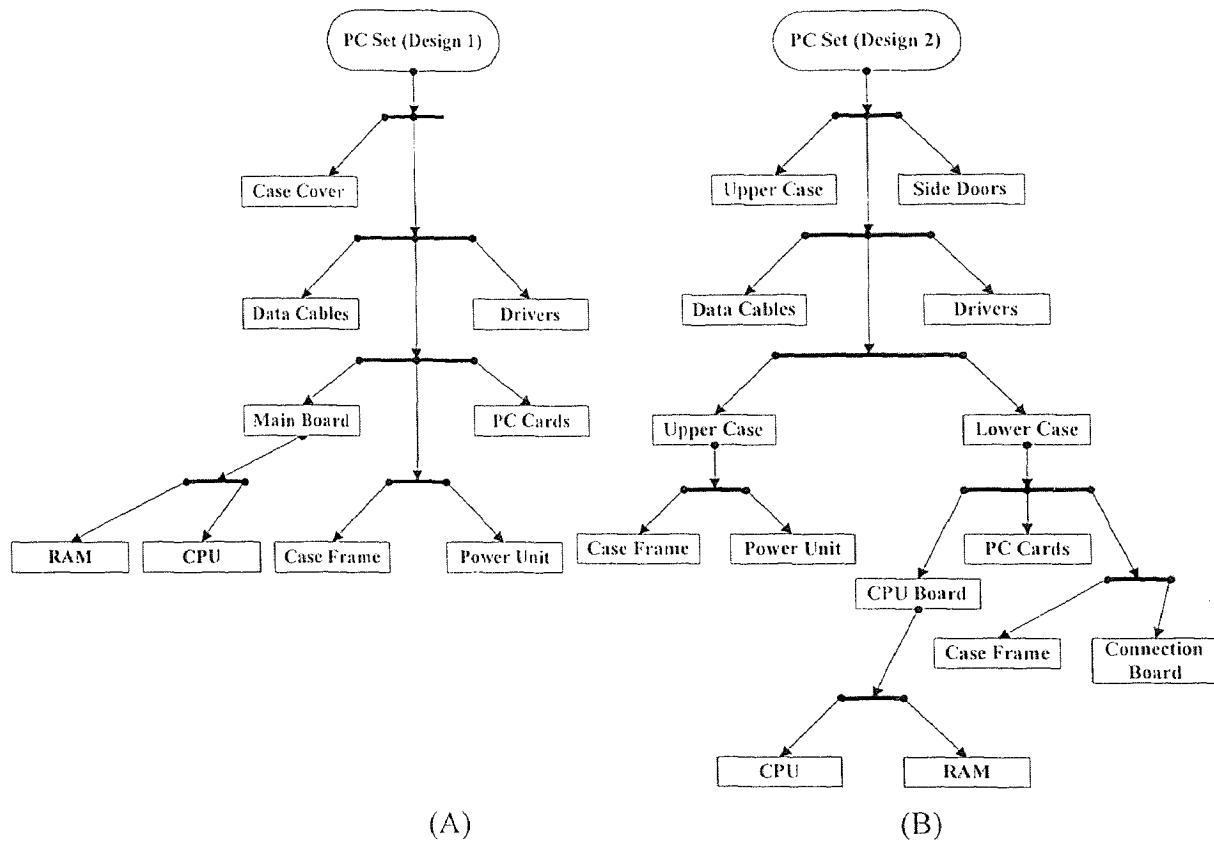 PC Set (Design 1)
Case Cover
Data Cables
Drivers
Main Board
PC Cards
RAM
CPU
Case Frame
Power Unit
(A)
PC Set (Design 2)
Upper Case
Side Doors
Data Cables
Drivers
Upper Case
Lower Case
Case Frame
Power Unit
PC Cards
CPU Board
Case Frame
Connection
Board
CPU
RAM
(B)